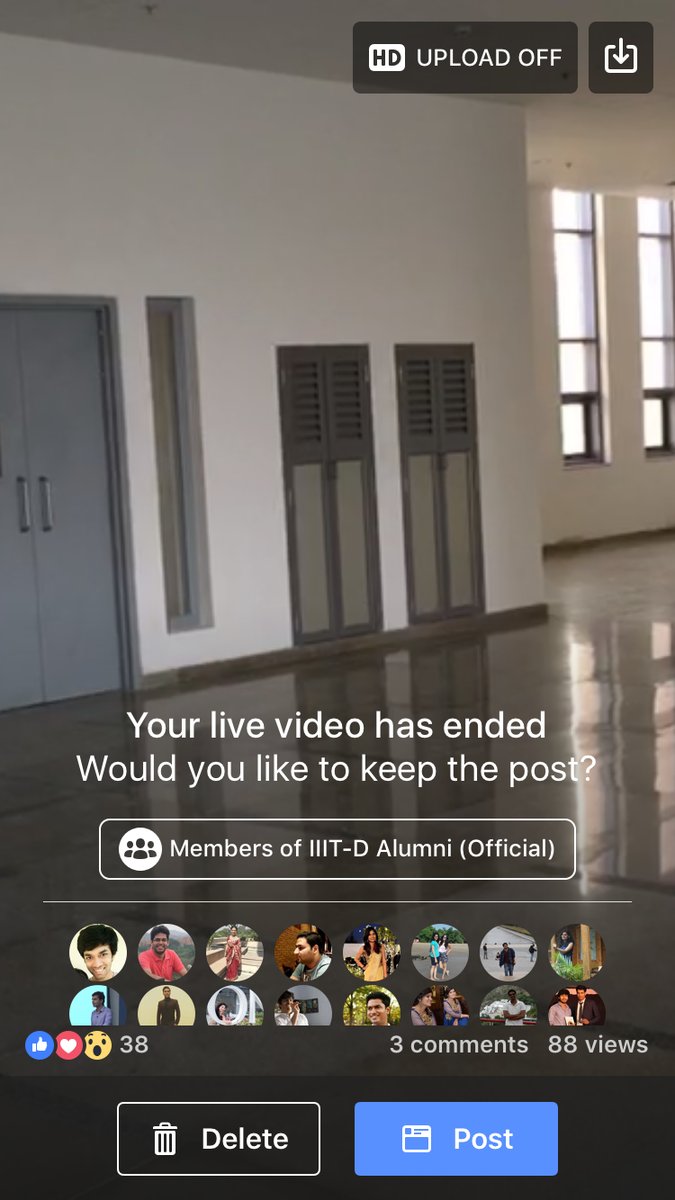 HD UPLOAD OFF
Your live video has ended
Would you like to keep the post?
Members of IIIT-D Alumni (Official)
38 3 comments 88 views
Delete Post